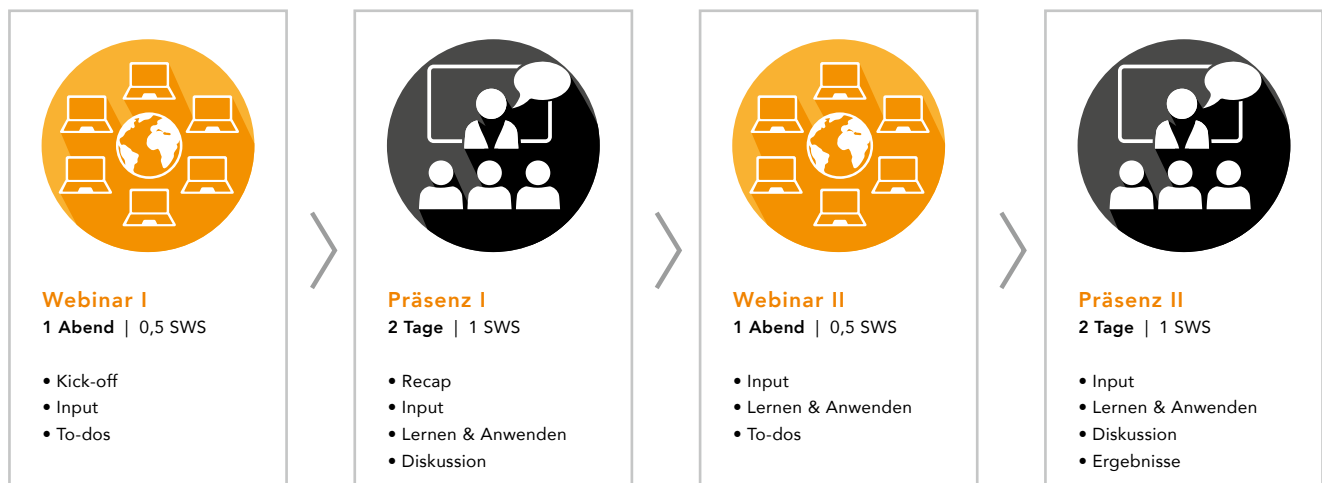 Webinar I
1 Abend | 0,5 SWS
• Kick-off
• Input
• To-dos
Präsenz I
2 Tage | 1 SWS
• Recap
• Input
• Lernen & Anwenden
• Diskussion
Webinar II
1 Abend | 0,5 SWS
• Input
• Lernen & Anwenden
• To-dos
Präsenz II
2 Tage | 1 SWS
• Input
• Lernen & Anwenden
• Diskussion
• Ergebnisse